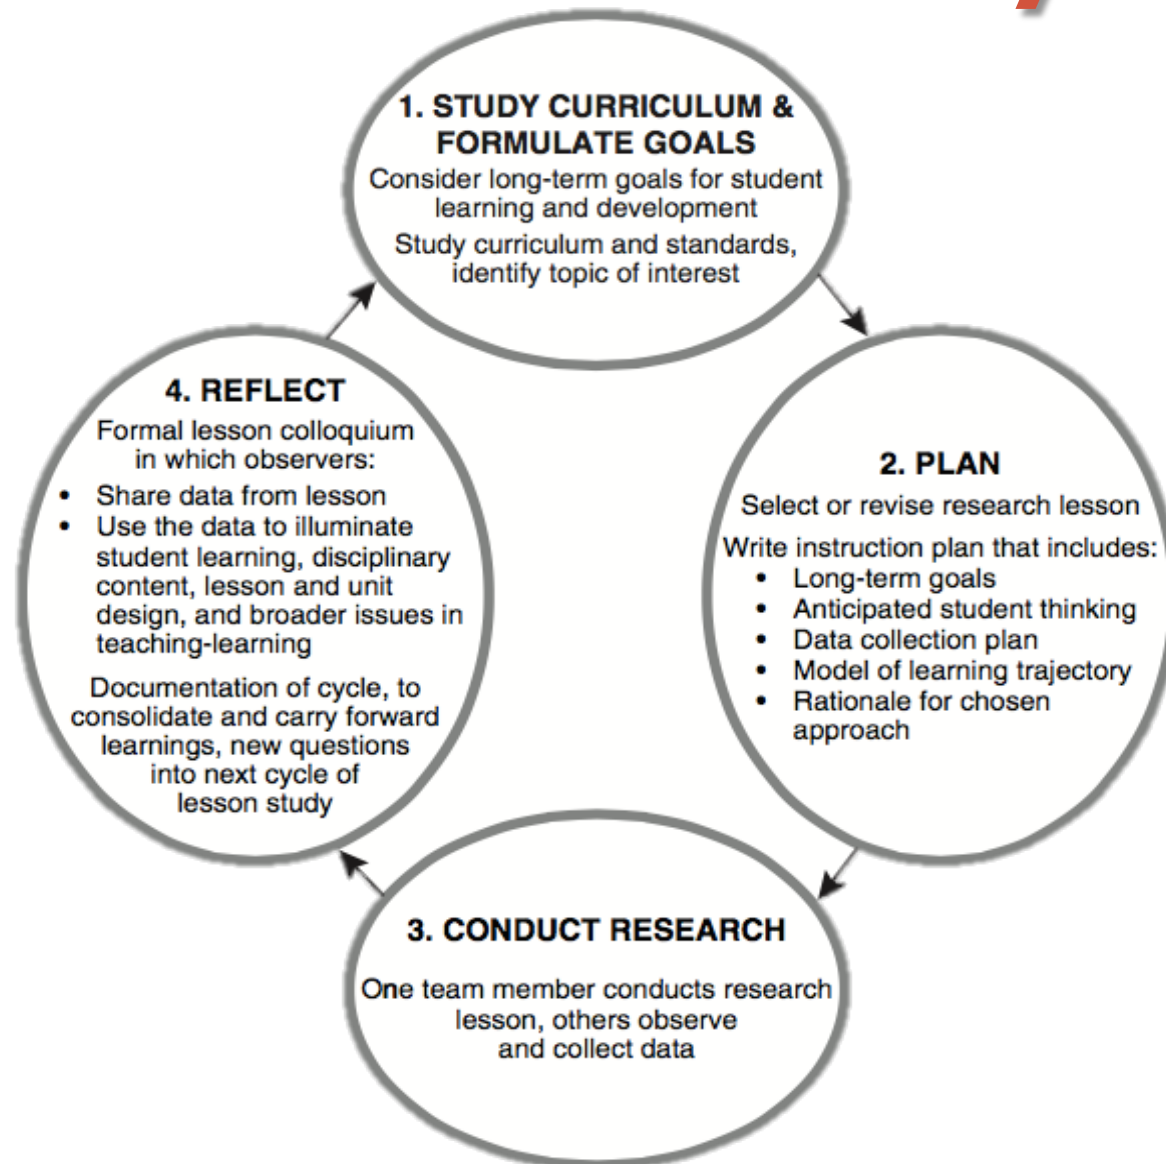 1. STUDY CURRICULUM &
FORMULATE GOALS
Consider long-term goals for student
learning and development
Study curriculum and standards,
identify topic of interest
2. PLAN
Select or revise research lesson
Write instruction plan that includes:
• Long-term goals
• Anticipated student thinking
• Data collection plan
• Model of learning trajectory
• Rationale for chosen
approach
3. CONDUCT RESEARCH
One team member conducts research
lesson, others observe
and collect data
4. REFLECT
Formal lesson colloquium
in which observers:
• Share data from lesson
• Use the data to illuminate
student learning, disciplinary
content, lesson and unit
design, and broader issues in
teaching-learning
Documentation of cycle, to
consolidate and carry forward
learnings, new questions
into next cycle of
lesson study